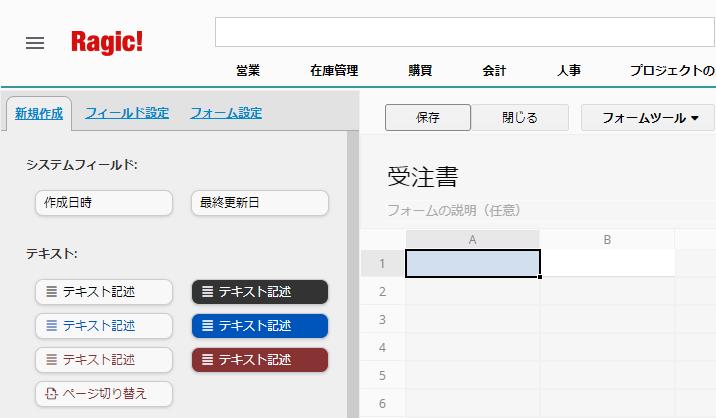 Ragic!
営業 在庫管理 購買 会計 人事 プロジェクトの
新規作成 フィールド設定 フォーム設定
保存 閉じる フォームツール
システムフィールド:
作成日時 最終更新日
受注書
フォームの説明（任意）
テキスト:
A B
1
テキスト記述 テキスト記述
2
テキスト記述 テキスト記述
3
テキスト記述 テキスト記述
4
ページ切り替え
5
6